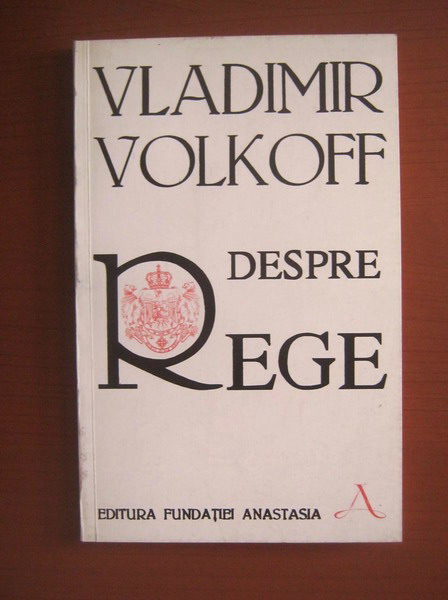 VLADIMIR
VOLKOFF
DESPRE
REGE
EDITURA FUNDAȚIEI ANASTASIA A.